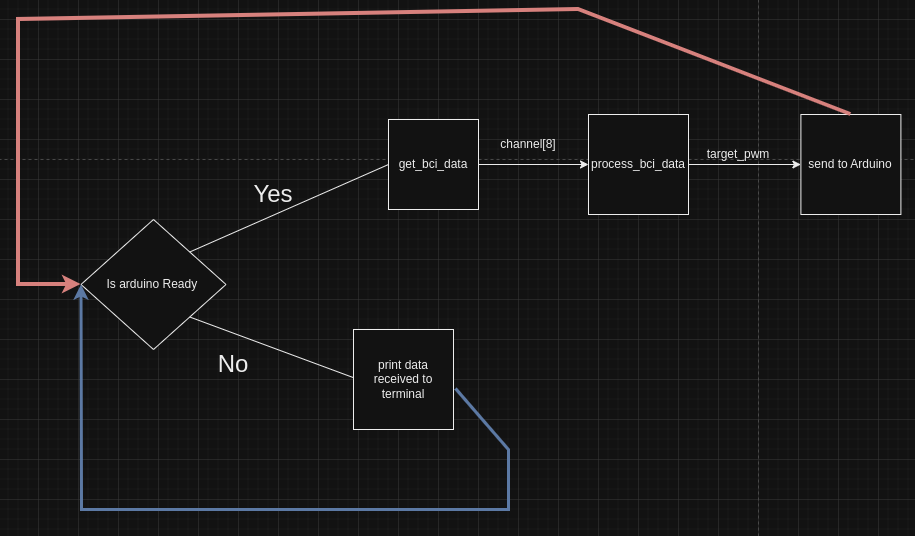 channel[8]
get_bci_data
process_bci_data
target_pwm
send to Arduino
Yes
Is arduino Ready
No
print data
received to
terminal